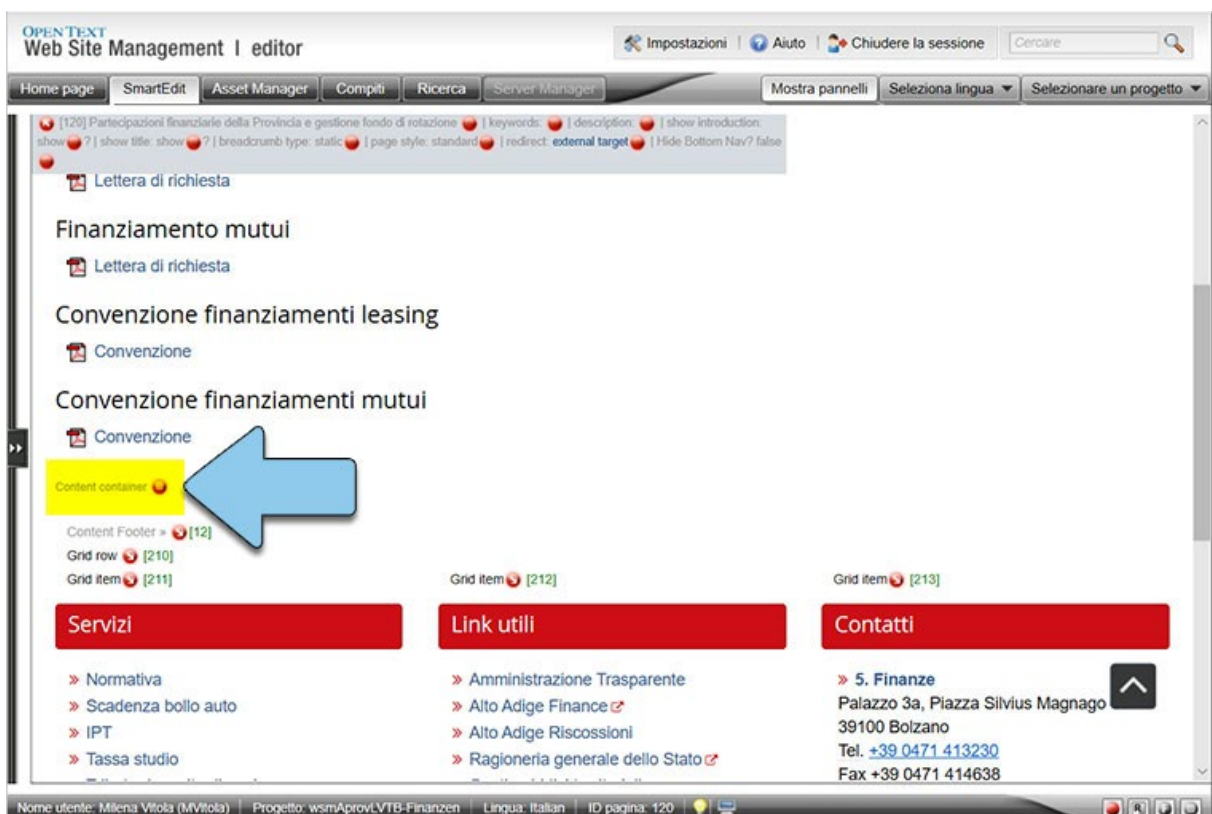 OPEN TEXT
Web Site Management | editor
Impostazioni | Aiuto | Chiudere la sessione
Cercare
Home page SmartEdit Asset Manager Compiti Ricerca Server Manager
Mostra pannelli Seleziona lingua Selezionare un progetto
[120] Partecipazioni finanziarie della Provincia e gestione fondo di rotazione | keywords: | description: | show introduction:
show ? | show title: show ? | breadcrumb type: static | page style: standard | redirect: external target | Hide Bottom Nav? false
Lettera di richiesta
Finanziamento mutui
Lettera di richiesta
Convenzione finanziamenti leasing
Convenzione
Convenzione finanziamenti mutui
Convenzione
Content container
Content Footer » [12]
Grid row [210]
Grid item [211]
Grid item [212]
Grid item [213]
Servizi
» Normativa
» Scadenza bollo auto
» IPT
» Tassa studio
Link utili
» Amministrazione Trasparente
» Alto Adige Finance
» Alto Adige Riscossioni
» Ragioneria generale dello Stato
Contatti
» 5. Finanze
Palazzo 3a, Piazza Silvius Magnago
39100 Bolzano
Tel. +39 0471 413230
Fax +39 0471 414638
Nome utente: Milena Vitola (MVitola) | Progetto: wsmAprovLVTB-Finanzen | Lingua: Italian | ID pagina: 120
R